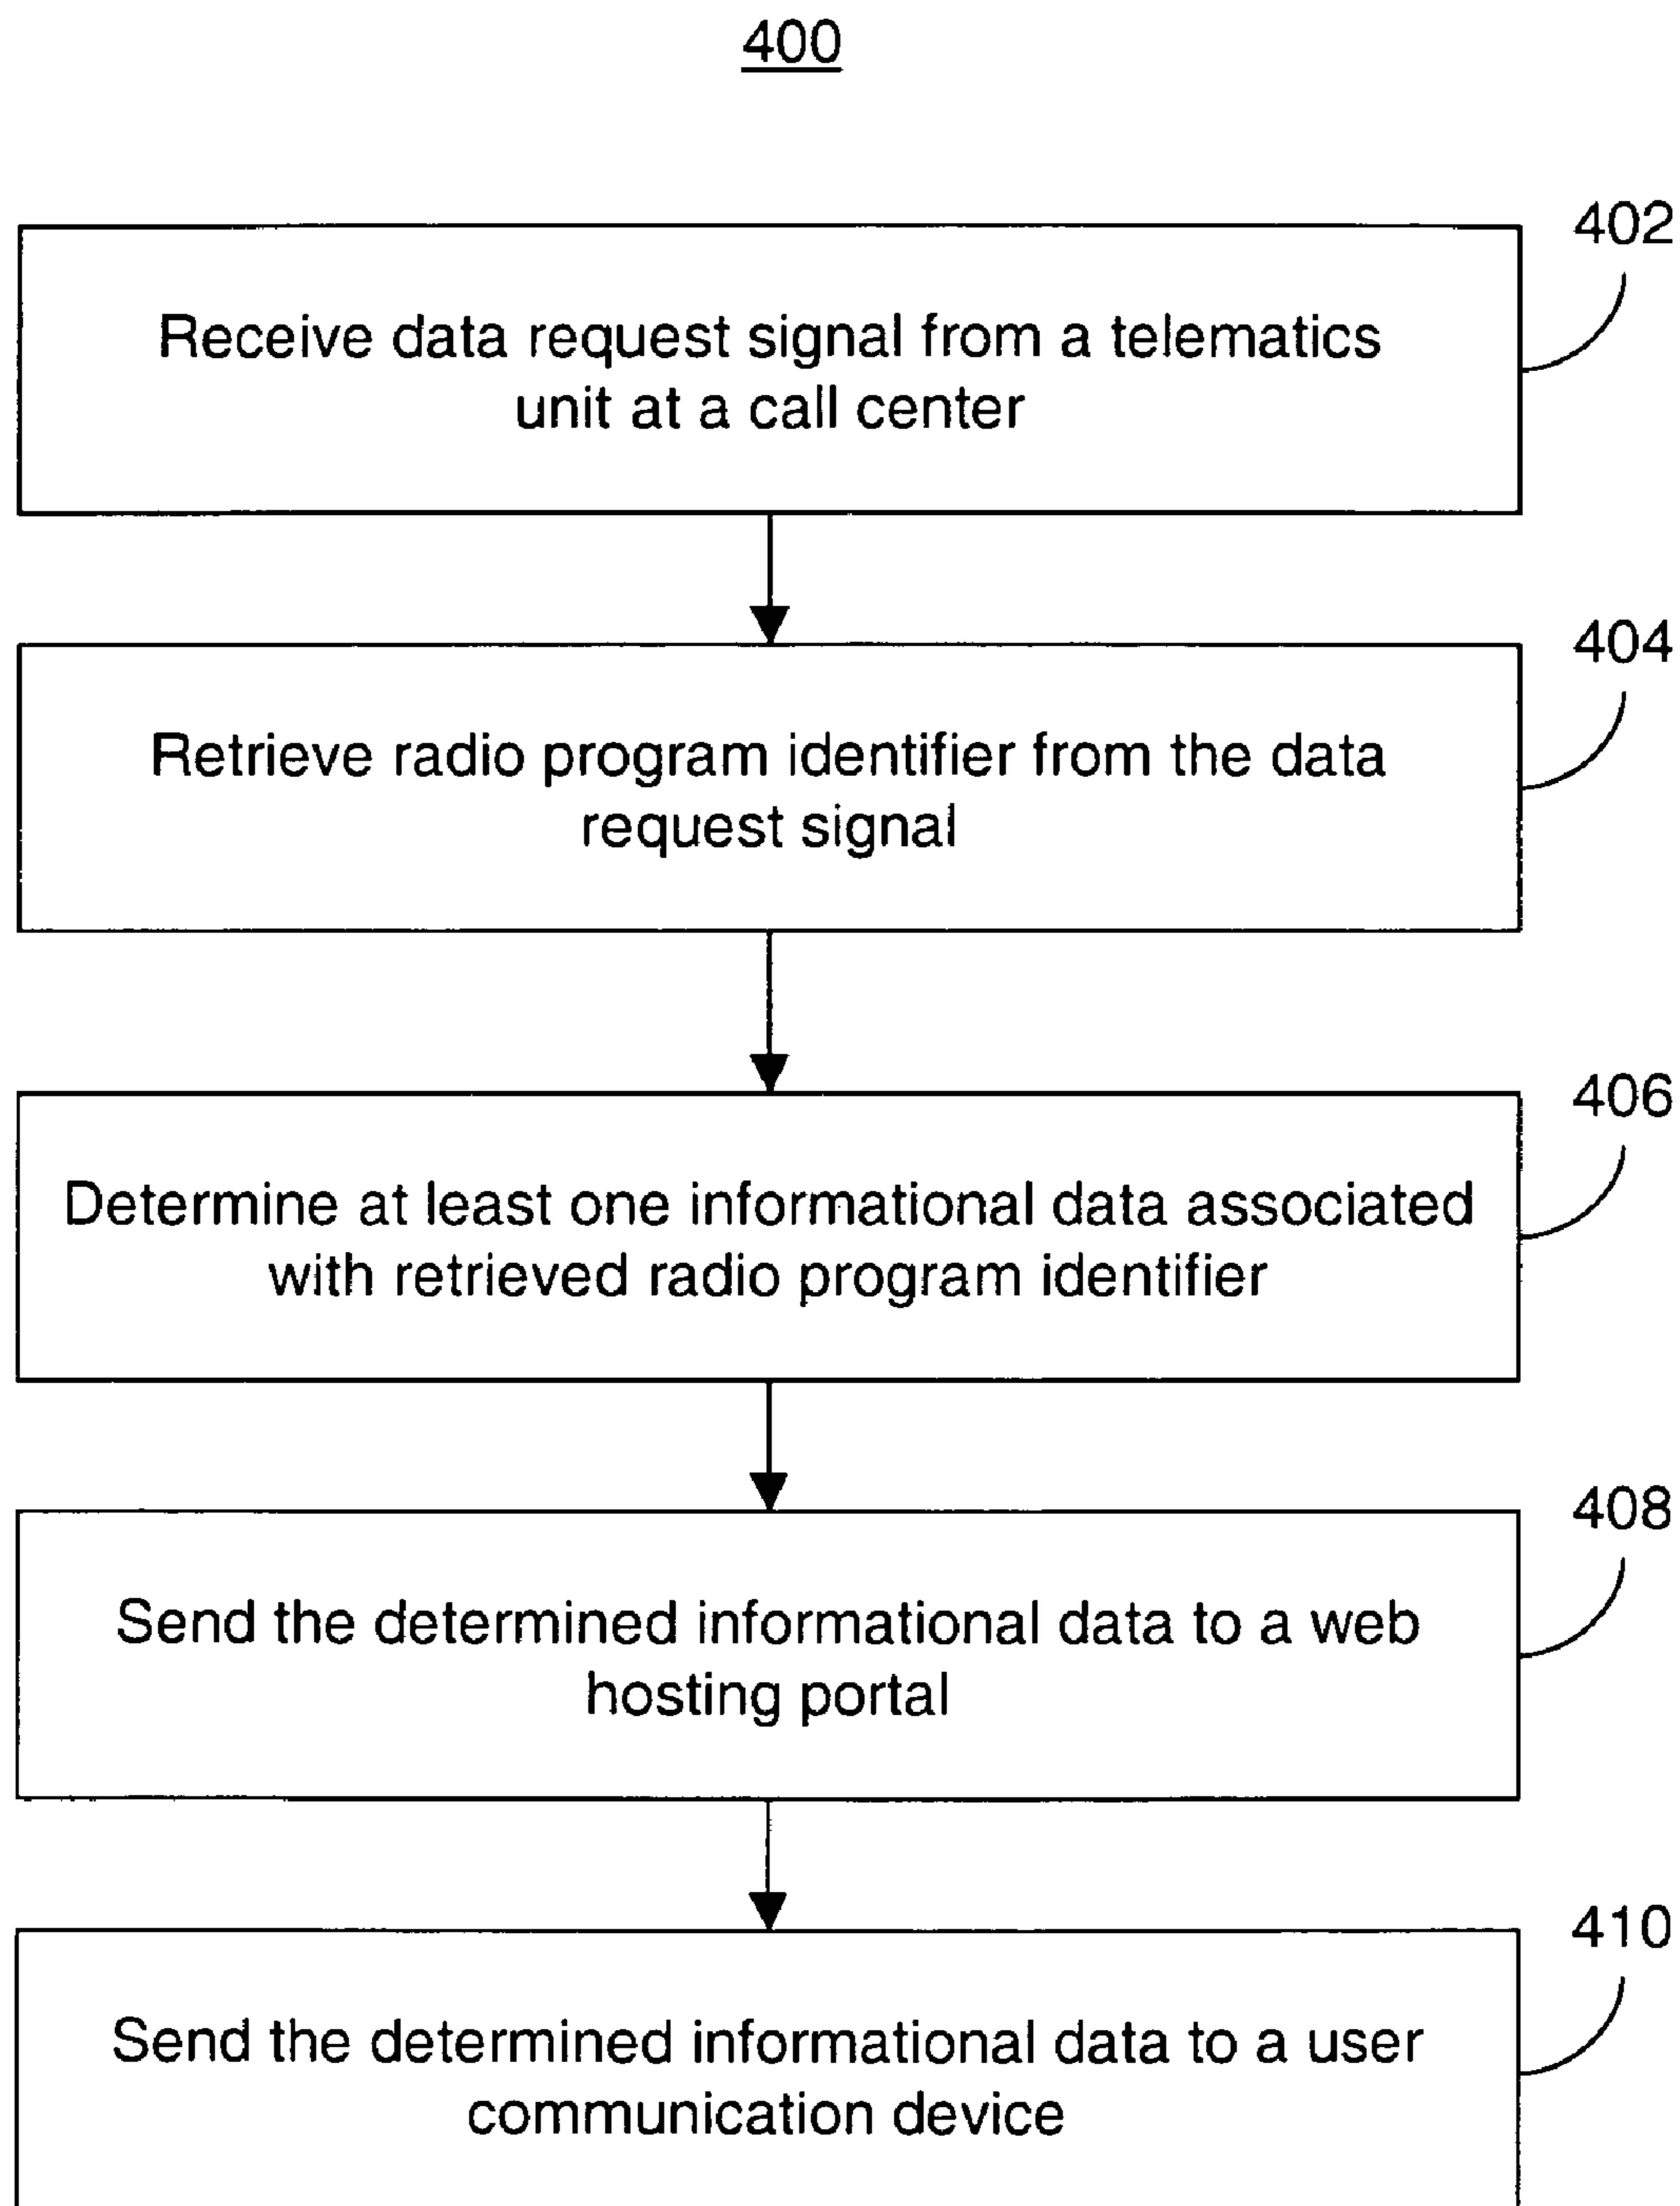 400
402
Receive data request signal from a telematics
unit at a call center
404
Retrieve radio program identifier from the data
request signal
406
Determine at least one informational data associated
with retrieved radio program identifier
408
Send the determined informational data to a web
hosting portal
410
Send the determined informational data to a user
communication device